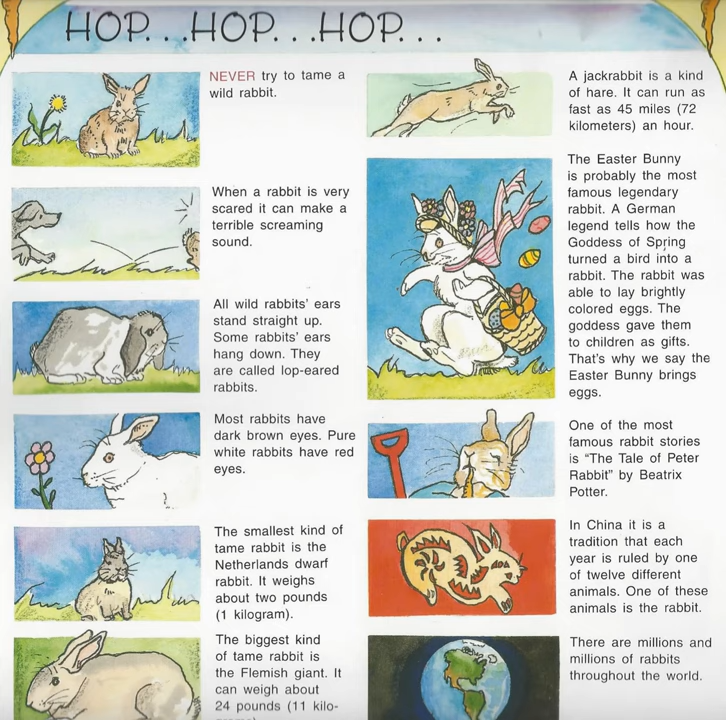 HOP. . .HOP. . .HOP. . .
NEVER try to tame a
wild rabbit.
When a rabbit is very
scared it can make a
terrible screaming
sound.
All wild rabbits' ears
stand straight up.
Some rabbits' ears
hang down. They
are called lop-eared
rabbits.
Most rabbits have
dark brown eyes. Pure
white rabbits have red
eyes.
The smallest kind of
tame rabbit is the
Netherlands dwarf
rabbit. It weighs
about two pounds
(1 kilogram).
The biggest kind
of tame rabbit is
the Flemish giant. It
can weigh about
24 pounds (11 kilo-
A jackrabbit is a kind
of hare. It can run as
fast as 45 miles (72
kilometers) an hour.
The Easter Bunny
is probably the most
famous legendary
rabbit. A German
legend tells how the
Goddess of Spring
turned a bird into a
rabbit. The rabbit was
able to lay brightly
colored eggs. The
goddess gave them
to children as gifts.
That's why we say the
Easter Bunny brings
eggs.
One of the most
famous rabbit stories
is “The Tale of Peter
Rabbit” by Beatrix
Potter.
In China it is a
tradition that each
year is ruled by one
of twelve different
animals. One of these
animals is the rabbit.
There are millions and
millions of rabbits
throughout the world.